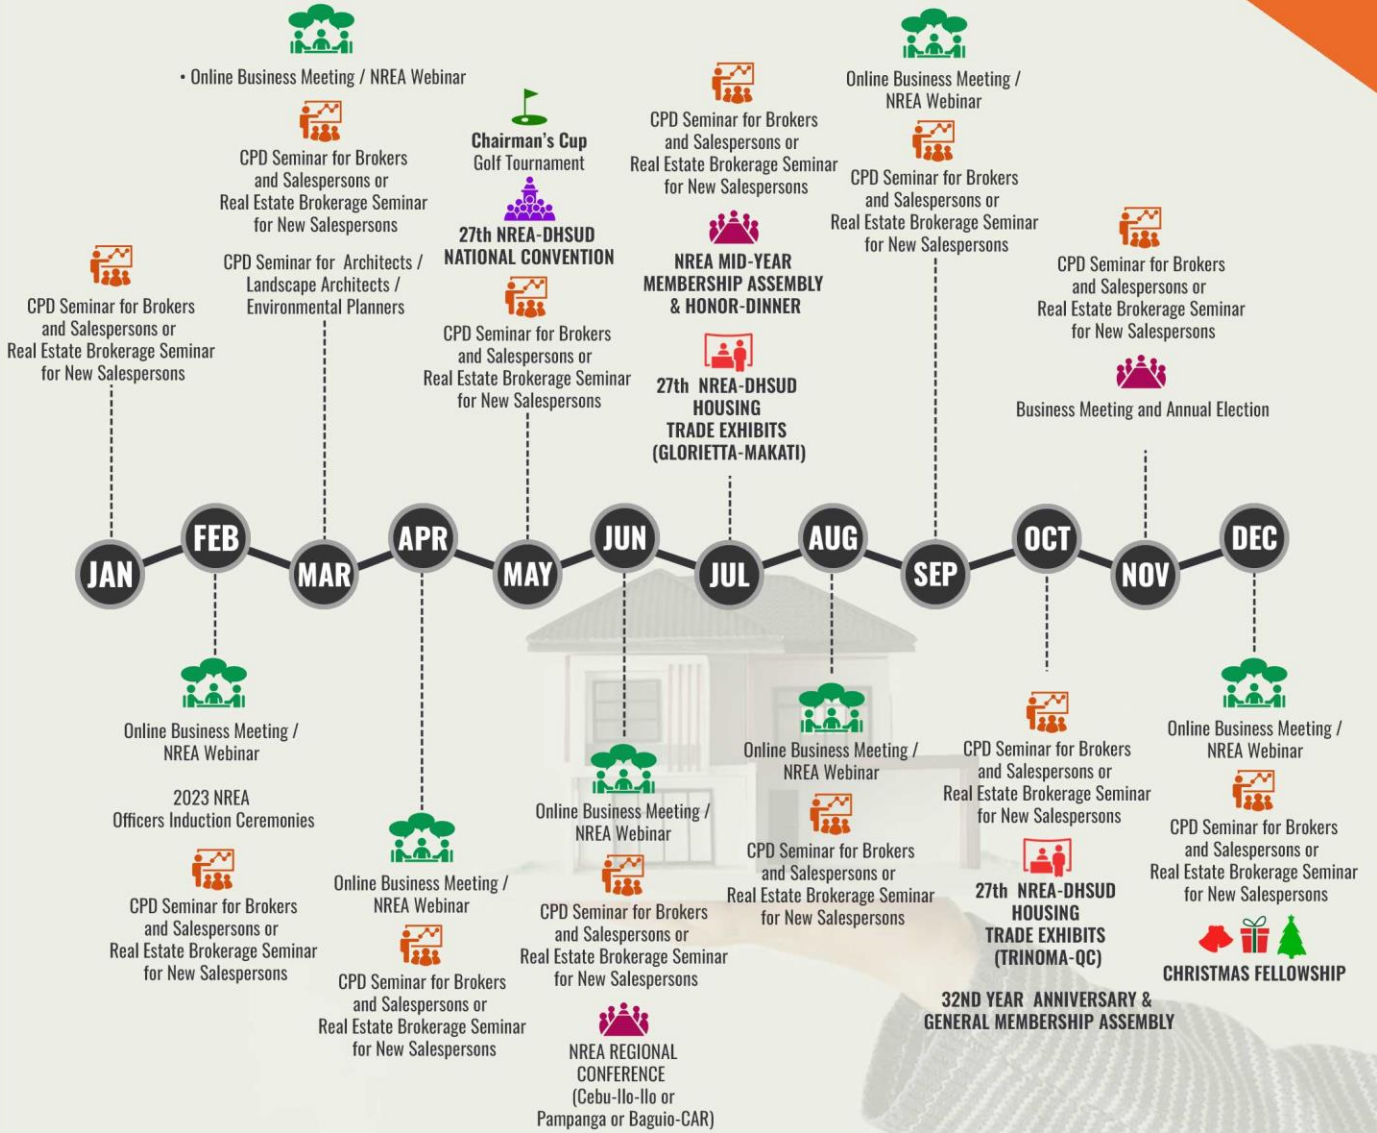 • Online Business Meeting / NREA Webinar
CPD Seminar for Brokers
and Salespersons or
Real Estate Brokerage Seminar
for New Salespersons
CPD Seminar for Architects /
Landscape Architects /
Environmental Planners
CPD Seminar for Brokers
and Salespersons or
Real Estate Brokerage Seminar
for New Salespersons
Chairman's Cup
Golf Tournament
27th NREA-DHSUD
NATIONAL CONVENTION
CPD Seminar for Brokers
and Salespersons or
Real Estate Brokerage Seminar
for New Salespersons
CPD Seminar for Brokers
and Salespersons or
Real Estate Brokerage Seminar
for New Salespersons
NREA MID-YEAR
MEMBERSHIP ASSEMBLY
& HONOR-DINNER
27th NREA-DHSUD
HOUSING
TRADE EXHIBITS
(GLORIETTA-MAKATI)
Online Business Meeting /
NREA Webinar
CPD Seminar for Brokers
and Salespersons or
Real Estate Brokerage Seminar
for New Salespersons
CPD Seminar for Brokers
and Salespersons or
Real Estate Brokerage Seminar
for New Salespersons
Business Meeting and Annual Election
JAN
FEB
MAR
APR
MAY
JUN
JUL
AUG
SEP
OCT
NOV
DEC
Online Business Meeting /
NREA Webinar
2023 NREA
Officers Induction Ceremonies
CPD Seminar for Brokers
and Salespersons or
Real Estate Brokerage Seminar
for New Salespersons
Online Business Meeting /
NREA Webinar
CPD Seminar for Brokers
and Salespersons or
Real Estate Brokerage Seminar
for New Salespersons
Online Business Meeting /
NREA Webinar
CPD Seminar for Brokers
and Salespersons or
Real Estate Brokerage Seminar
for New Salespersons
NREA REGIONAL
CONFERENCE
(Cebu-Ilo-Ilo or
Pampanga or Baguio-CAR)
Online Business Meeting /
NREA Webinar
CPD Seminar for Brokers
and Salespersons or
Real Estate Brokerage Seminar
for New Salespersons
CPD Seminar for Brokers
and Salespersons or
Real Estate Brokerage Seminar
for New Salespersons
27th NREA-DHSUD
HOUSING
TRADE EXHIBITS
(TRINOMA-QC)
32ND YEAR ANNIVERSARY &
GENERAL MEMBERSHIP ASSEMBLY
Online Business Meeting /
NREA Webinar
CPD Seminar for Brokers
and Salespersons or
Real Estate Brokerage Seminar
for New Salespersons
CHRISTMAS FELLOWSHIP